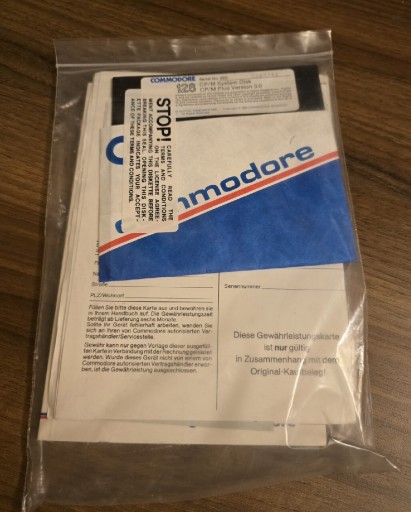 COMMODORE
128
Serial No.
CP/M System Disk
CP/M Plus Version 3.0
STOP!
CAREFULLY READ THE
TERMS AND CONDITIONS
ON THE LICENSE AGREE-
MENT ACCOMPANYING THIS DISKETTE BEFORE
BREAKING THIS SEAL. OPENING THIS DISK-
ETTE PACKAGE INDICATES YOUR ACCEPT-
ANCE OF THESE TERMS AND CONDITIONS.
C
mmodore
Straße
PLZ/Wohnort
Seriennummer
Füllen Sie bitte diese Karte aus und bewahren sie
in Ihrem Handbuch auf. Die Gewährleistungszeit
beträgt ab Lieferung sechs Monate.
Sollte Ihr Gerät fehlerhaft arbeiten, wenden Sie
sich an Ihren von Commodore autorisierten Ver-
tragshändler/Servicestelle.
Gewähr kann nur gegen Vorlage dieser ausgefüll-
ten Karte in Verbindung mit der Rechnung geleistet
werden. Wurde dieses Gerät nicht von einem von
Commodore autorisierten Vertragshändler erwor-
ben, ist die Gewährleistung ausgeschlossen.
Diese Gewährleistungskarte
ist nur gültig
in Zusammenhang mit dem
Original-Kaufbeleg!